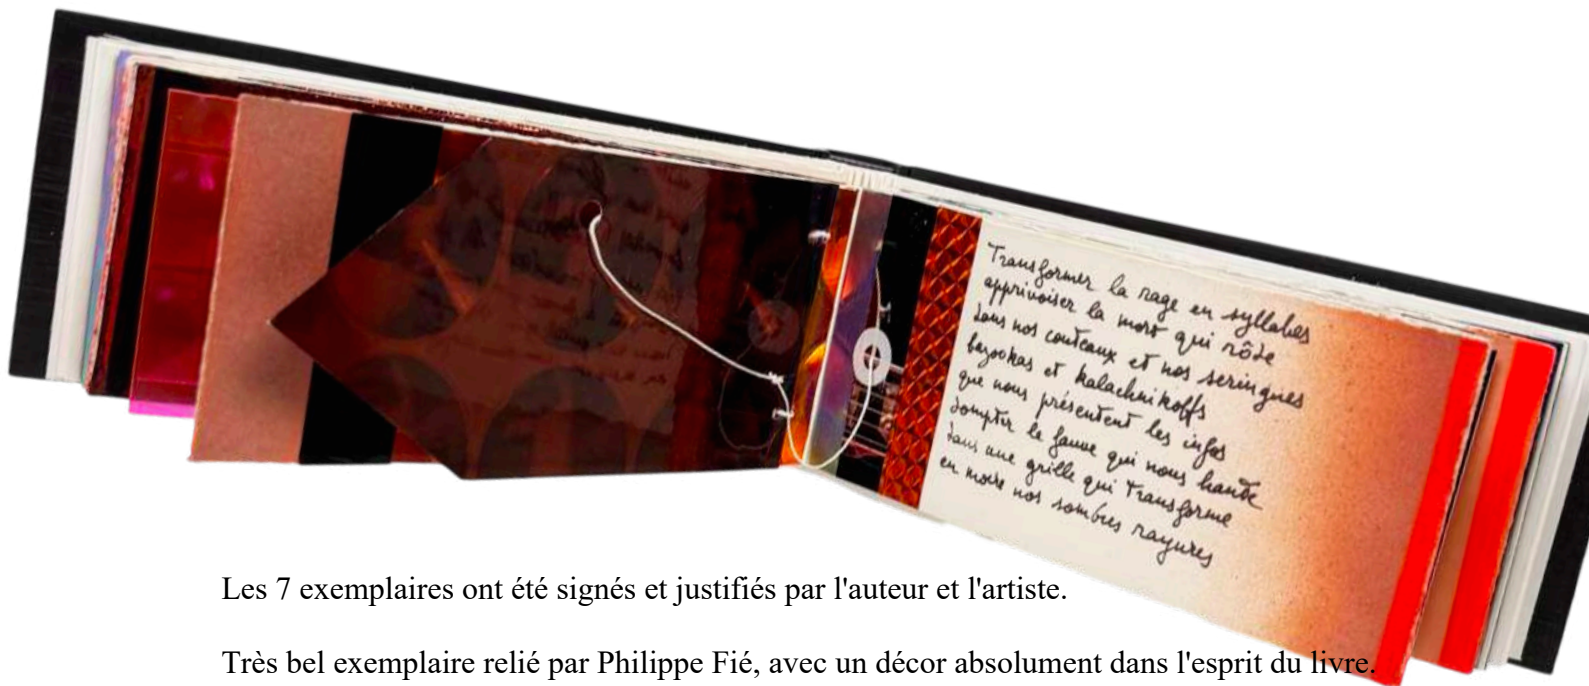 Transformer la rage en syllabes
apprivoiser la mort qui rôde
dans nos couteaux et nos seringues
bazookas et kalachnikoffs
que nous présentent les infos
dompter le fauve qui nous hante
dans une grille qui transforme
en moire nos sombres rayures
Les 7 exemplaires ont été signés et justifiés par l'auteur et l'artiste.
Très bel exemplaire relié par Philippe Fié, avec un décor absolument dans l'esprit du livre.